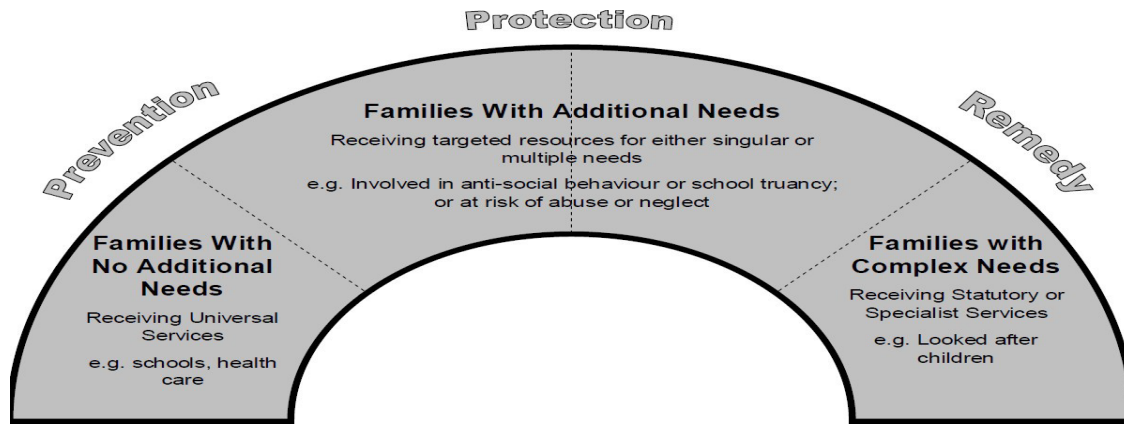 Protection
Prevention
Remedy
Families With Additional Needs
Receiving targeted resources for either singular or
multiple needs
e.g. Involved in anti-social behaviour or school truancy;
or at risk of abuse or neglect
Families With
No Additional
Needs
Receiving Universal
Services
e.g. schools, health
care
Families with
Complex Needs
Receiving Statutory or
Specialist Services
e.g. Looked after
children